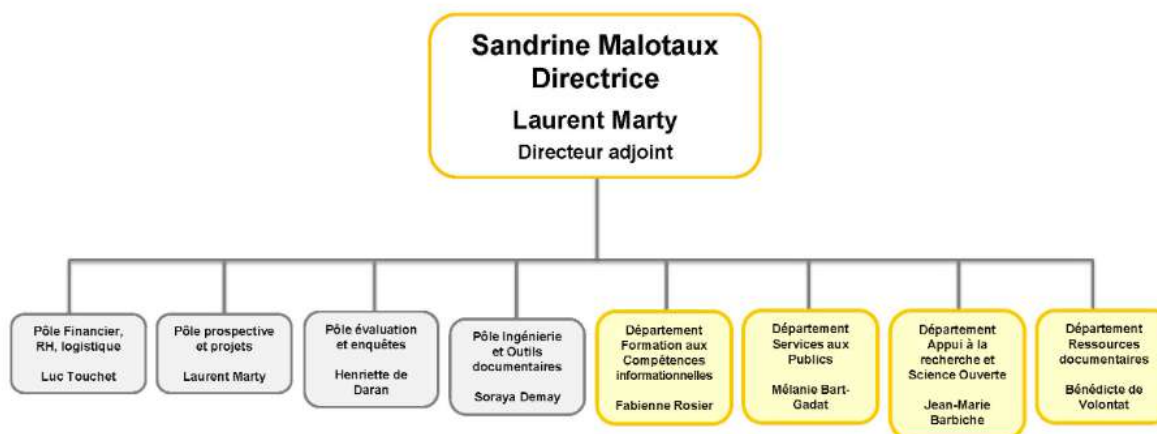 Sandrine Malotaux
Directrice
Laurent Marty
Directeur adjoint
Pôle Financier,
RH, logistique
Luc Touchet
Pôle prospective
et projets
Laurent Marty
Pôle évaluation
et enquêtes
Henriette de
Daran
Pôle Ingénierie
et Outils
documentaires
Soraya Demay
Département
Formation aux
Compétences
informationnelles
Fabienne Rosier
Département
Services aux
Publics
Mélanie Bart-
Gadat
Département
Appui à la
recherche et
Science Ouverte
Jean-Marie
Barbiche
Département
Ressources
documentaires
Bénédicte de
Volontat